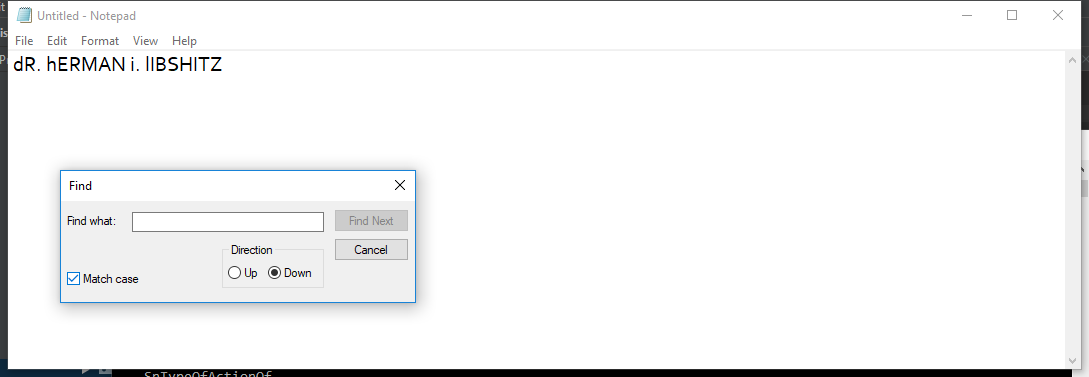 Untitled - Notepad
File Edit Format View Help
dR. hERMAN i. lIBSHITZ
Find
Find what:
Find Next
Cancel
Direction
Up Down
Match case
SnTypeOfActionOf